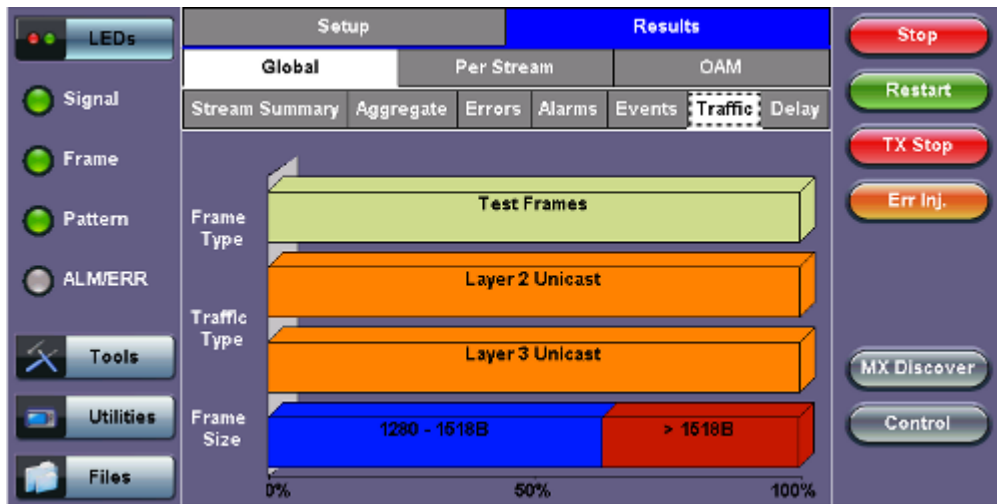 LEDs
Signal
Frame
Pattern
ALM/ERR
Tools
Utilities
Files
Setup
Results
Global
Per Stream
OAM
Stream Summary
Aggregate
Errors
Alarms
Events
Traffic
Delay
Frame
Type
Test Frames
Traffic
Type
Layer 2 Unicast
Layer 3 Unicast
Frame
Size
1280 - 1518B
> 1518B
0%
50%
100%
Stop
Restart
TX Stop
Err Inj.
MX Discover
Control